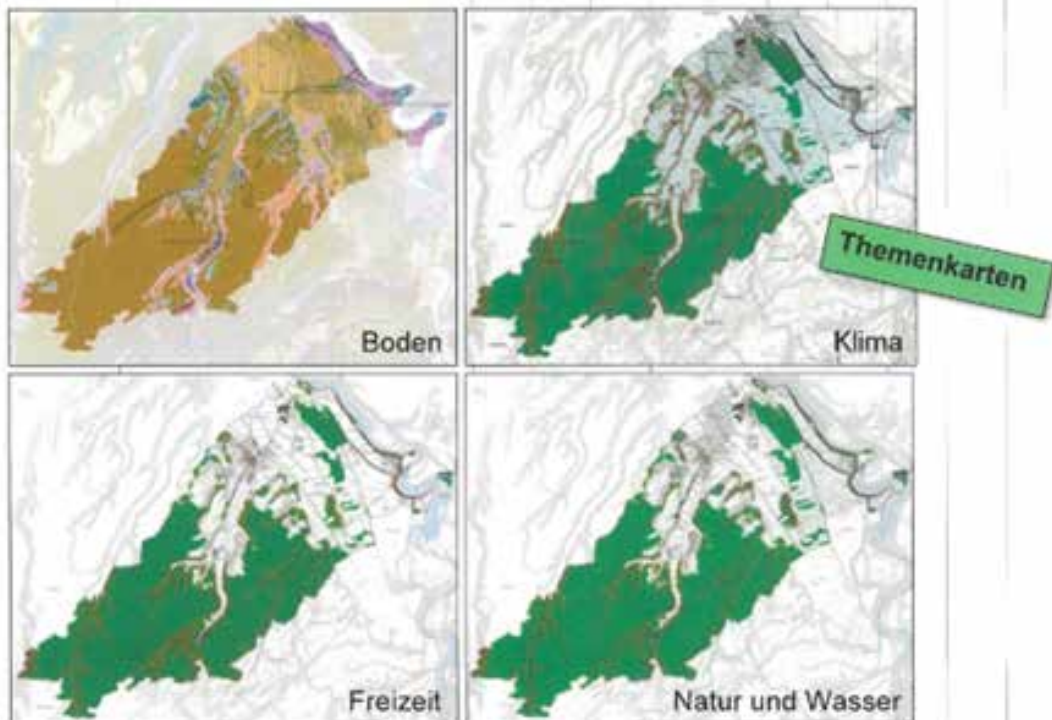 Boden
Klima
Themenkarten
Freizeit
Natur und Wasser